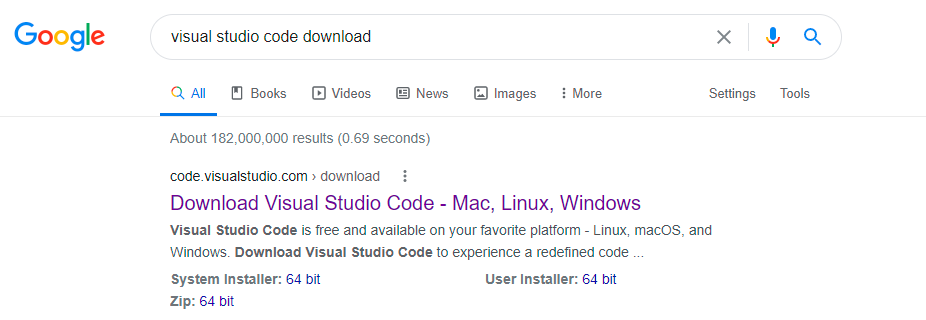 Google
visual studio code download
All Books Videos News Images More Settings Tools
About 182,000,000 results (0.69 seconds)
code.visualstudio.com › download
Download Visual Studio Code - Mac, Linux, Windows
Visual Studio Code is free and available on your favorite platform - Linux, macOS, and
Windows. Download Visual Studio Code to experience a redefined code ...
System Installer: 64 bit User Installer: 64 bit
Zip: 64 bit